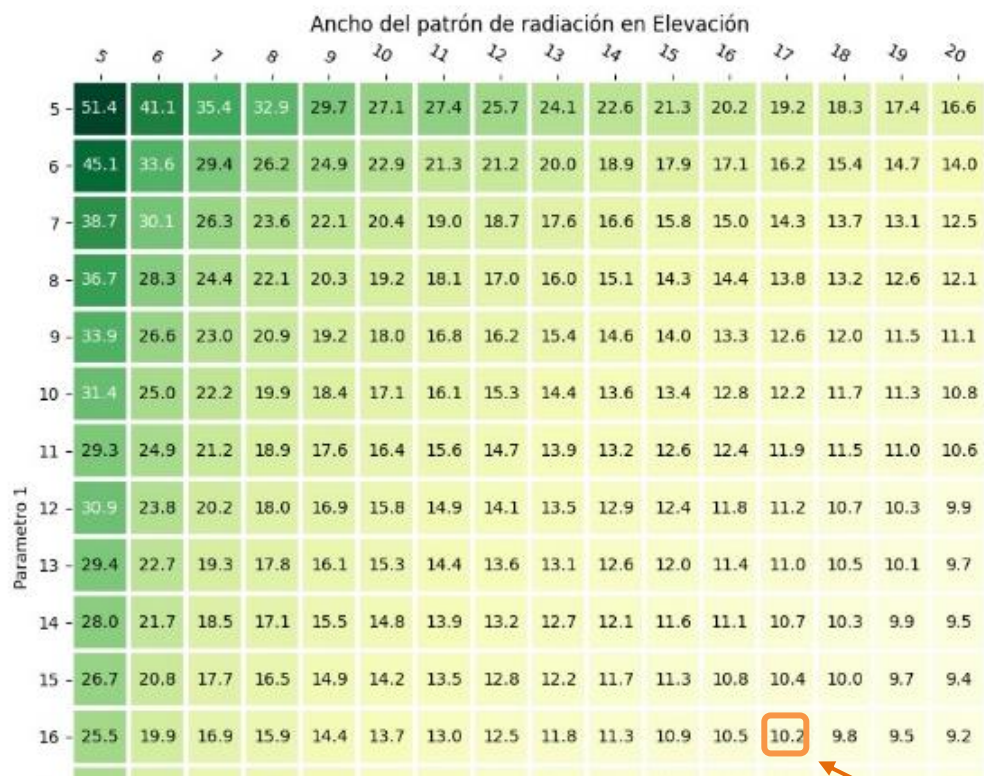 Ancho del patrón de radiación en Elevación
5 6 7 8 9 10 11 12 13 14 15 16 17 18 19 20
5 51.4 41.1 35.4 32.9 29.7 27.1 27.4 25.7 24.1 22.6 21.3 20.2 19.2 18.3 17.4 16.6
6 45.1 33.6 29.4 26.2 24.9 22.9 21.3 21.2 20.0 18.9 17.9 17.1 16.2 15.4 14.7 14.0
7 38.7 30.1 26.3 23.6 22.1 20.4 19.0 18.7 17.6 16.6 15.8 15.0 14.3 13.7 13.1 12.5
8 36.7 28.3 24.4 22.1 20.3 19.2 18.1 17.0 16.0 15.1 14.3 14.4 13.8 13.2 12.6 12.1
9 33.9 26.6 23.0 20.9 19.2 18.0 16.8 16.2 15.4 14.6 14.0 13.3 12.6 12.0 11.5 11.1
10 31.4 25.0 22.2 19.9 18.4 17.1 16.1 15.3 14.4 13.6 13.4 12.8 12.2 11.7 11.3 10.8
11 29.3 24.9 21.2 18.9 17.6 16.4 15.6 14.7 13.9 13.2 12.6 12.4 11.9 11.5 11.0 10.6
Parametro 1
12 30.9 23.8 20.2 18.0 16.9 15.8 14.9 14.1 13.5 12.9 12.4 11.8 11.2 10.7 10.3 9.9
13 29.4 22.7 19.3 17.8 16.1 15.3 14.4 13.6 13.1 12.6 12.0 11.4 11.0 10.5 10.1 9.7
14 28.0 21.7 18.5 17.1 15.5 14.8 13.9 13.2 12.7 12.1 11.6 11.1 10.7 10.3 9.9 9.5
15 26.7 20.8 17.7 16.5 14.9 14.2 13.5 12.8 12.2 11.7 11.3 10.8 10.4 10.0 9.7 9.4
16 25.5 19.9 16.9 15.9 14.4 13.7 13.0 12.5 11.8 11.3 10.9 10.5 10.2 9.8 9.5 9.2